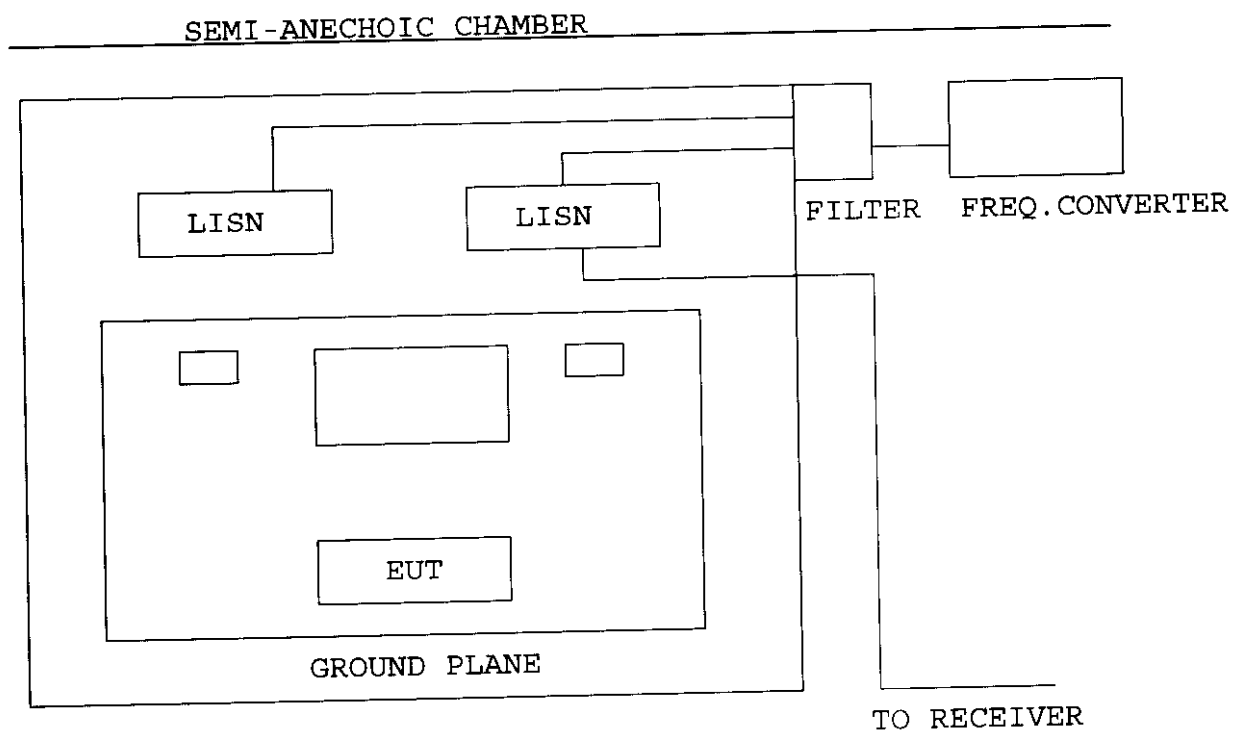 SEMI-ANECHOIC CHAMBER
LISN
LISN
FILTER
FREQ.CONVERTER
EUT
GROUND PLANE
TO RECEIVER